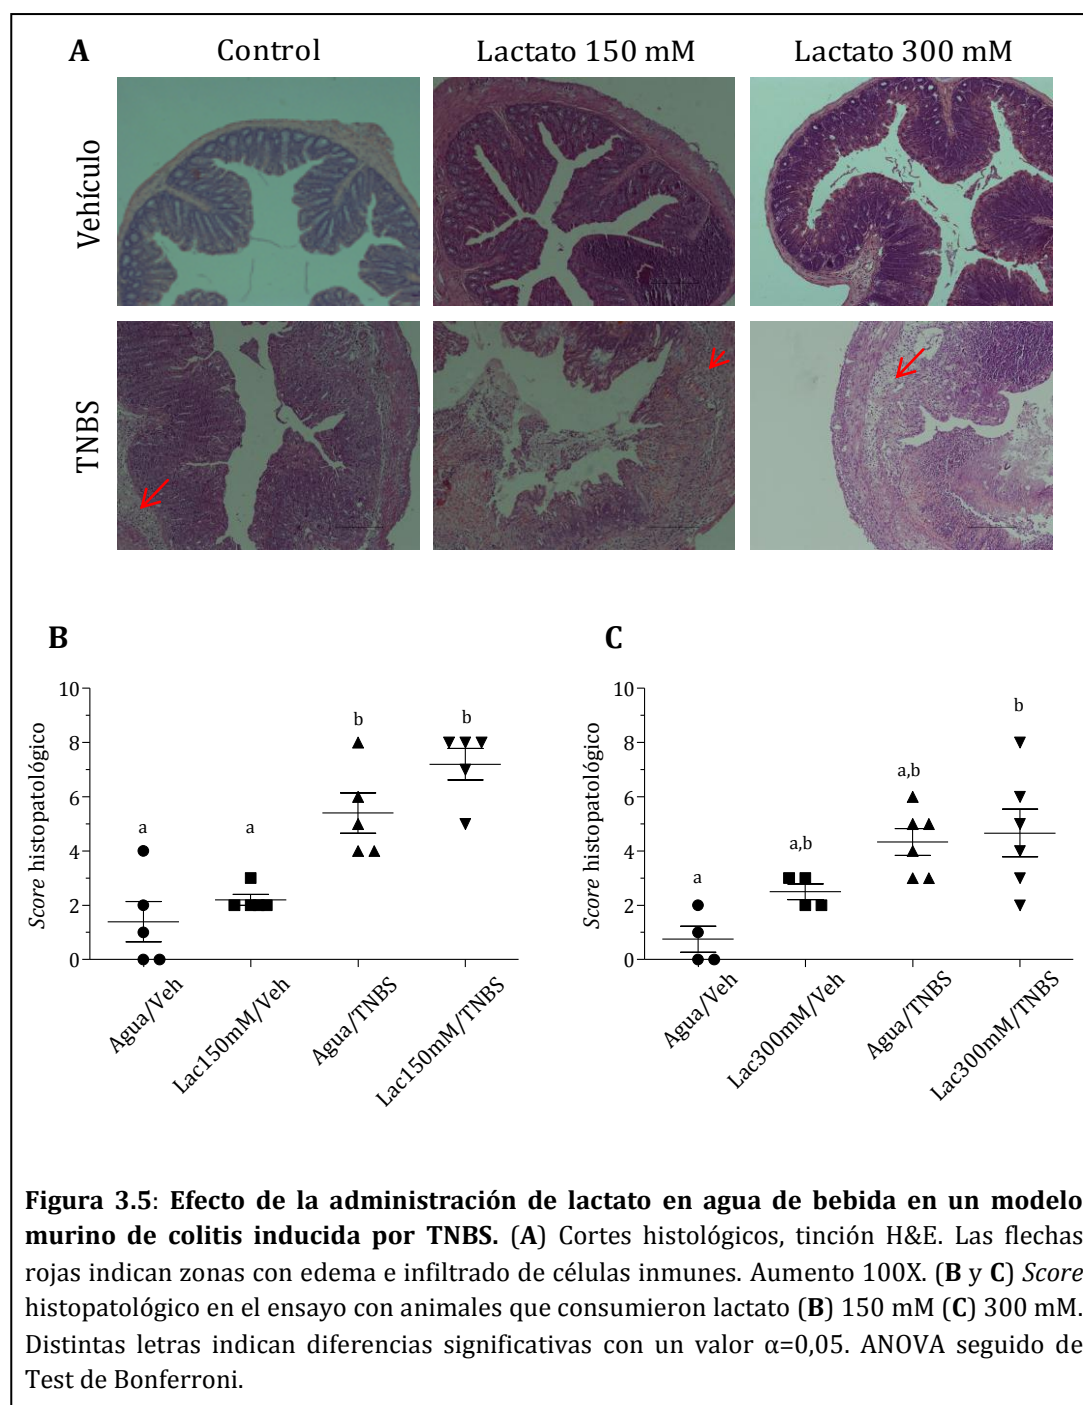 A
Control
Lactato 150 mM
Lactato 300 mM
Vehículo
TNBS
B
C
Score histopatológico
10
8
6
4
2
0
a
a
b
b
Agua/Veh
Lac150mM/Veh
Agua/TNBS
Lac150mM/TNBS
Score histopatológico
10
8
6
4
2
0
a
a,b
a,b
b
Agua/Veh
Lac300mM/Veh
Agua/TNBS
Lac300mM/TNBS
Figura 3.5: Efecto de la administración de lactato en agua de bebida en un modelo
murino de colitis inducida por TNBS. (A) Cortes histológicos, tinción H&E. Las flechas
rojas indican zonas con edema e infiltrado de células inmunes. Aumento 100X. (B y C) Score
histopatológico en el ensayo con animales que consumieron lactato (B) 150 mM (C) 300 mM.
Distintas letras indican diferencias significativas con un valor α=0,05. ANOVA seguido de
Test de Bonferroni.